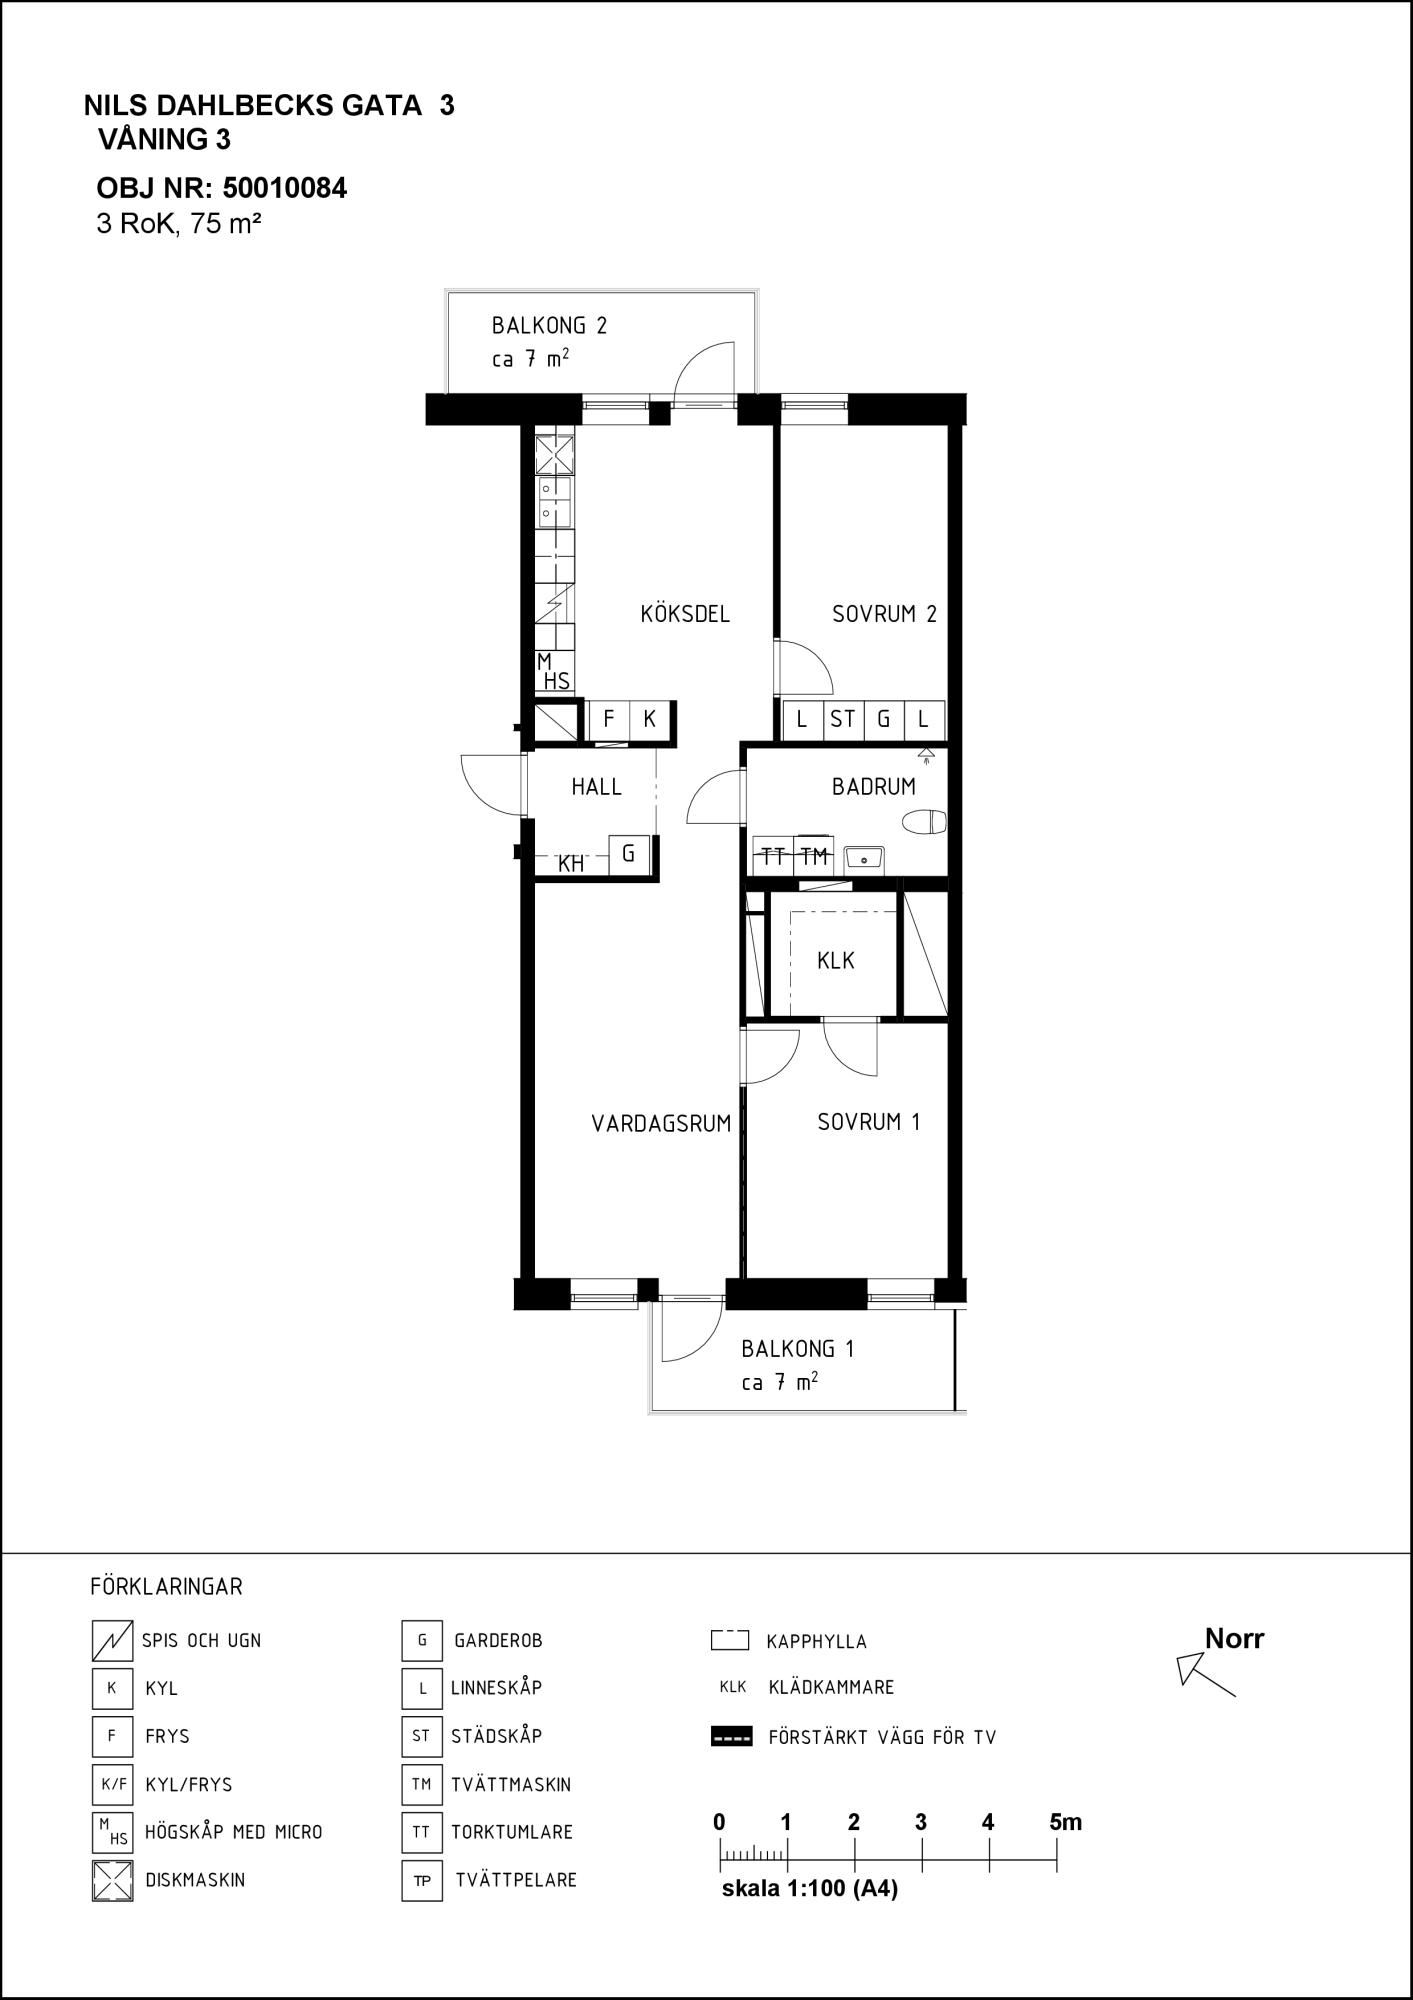 NILS DAHLBECKS GATA 3
VÅNING 3
OBJ NR: 50010084
3 RoK, 75 m²
BALKONG 2
ca 7 m²
KÖKSDEL
SOVRUM 2
M
HS
F K
L ST G L
HALL
BADRUM
KH G
TT TM
KLK
VARDAGSRUM
SOVRUM 1
BALKONG 1
ca 7 m²
FÖRKLARINGAR
SPIS OCH UGN
K KYL
F FRYS
K/F KYL/FRYS
M
HS HÖGSKÅP MED MICRO
DISKMASKIN
G GARDEROB
L LINNESKÅP
ST STÄDSKÅP
TM TVÄTTMASKIN
TT TORKTUMLARE
TP TVÄTTPELARE
KAPPHYLLA
KLK KLÄDKAMMARE
FÖRSTÄRKT VÄGG FÖR TV
0 1 2 3 4 5m
skala 1:100 (A4)
Norr